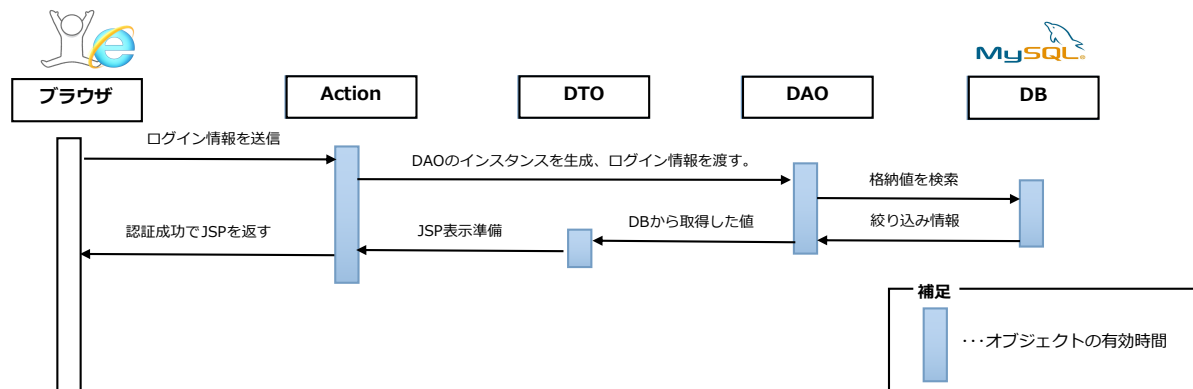 MySQL®
ブラウザ
Action
DTO
DAO
DB
ログイン情報を送信
DAOのインスタンスを生成、ログイン情報を渡す。
格納値を検索
認証成功でJSPを返す
JSP表示準備
DBから取得した値
絞り込み情報
補足
･･･オブジェクトの有効時間